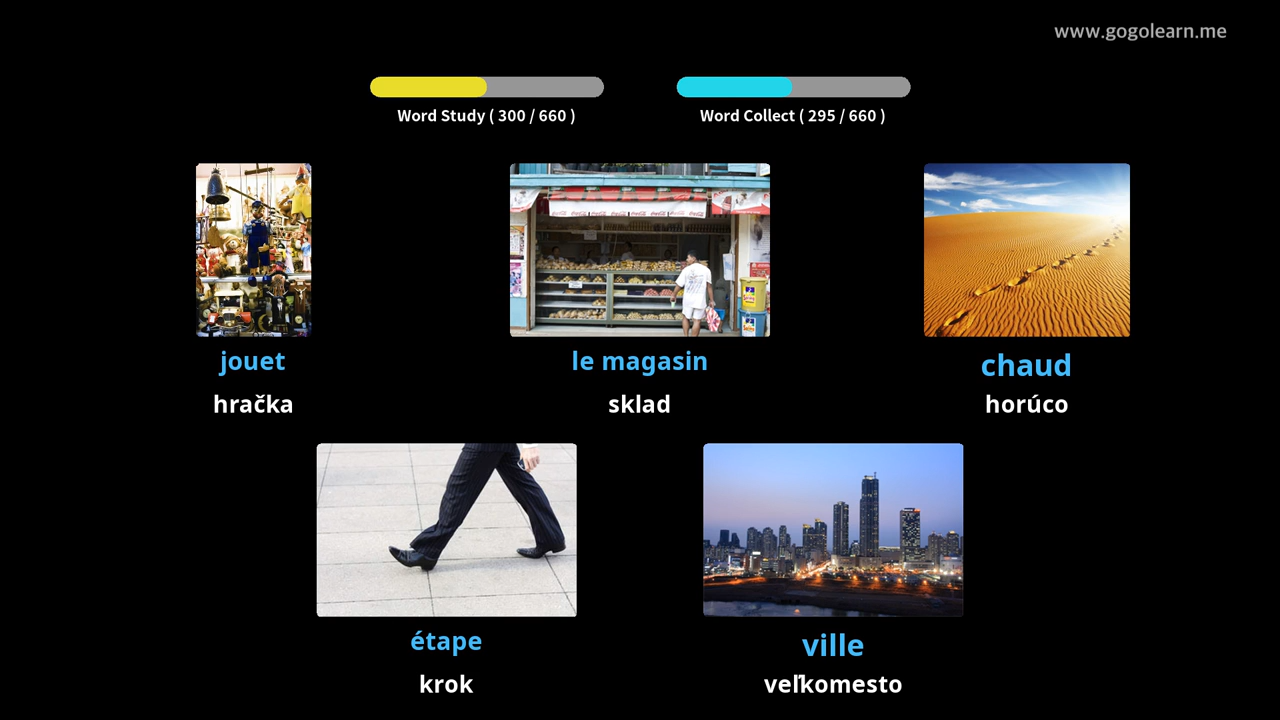 www.gogolearn.me
Word Study ( 300 / 660 )
Word Collect ( 295 / 660 )
jouet
le magasin
chaud
hračka
sklad
horúco
étape
ville
krok
veľkomesto